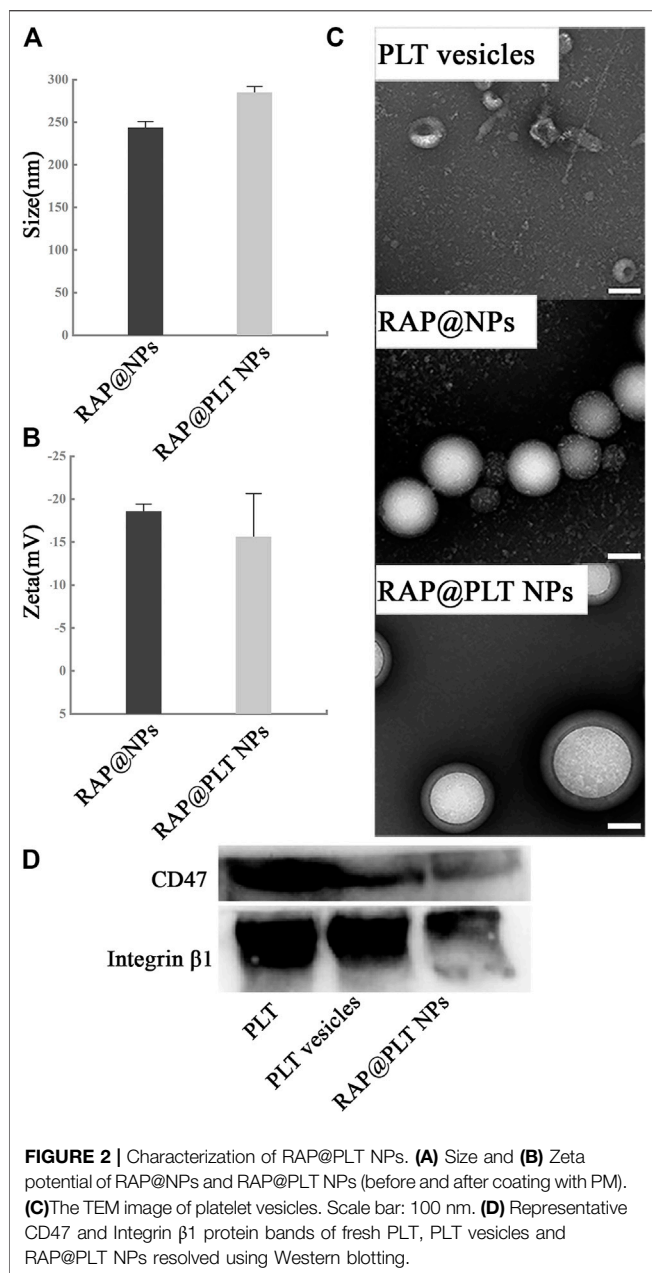 A
300
250
200
150
100
50
0
Size(nm)
RAP@NPs
RAP@PLT NPs
B
-25
-20
-15
-10
-5
0
5
Zeta(mV)
RAP@NPs
RAP@PLT NPs
C
PLT vesicles
RAP@NPs
RAP@PLT NPs
D
CD47
Integrin β1
PLT
PLT vesicles
RAP@PLT NPs
FIGURE 2 | Characterization of RAP@PLT NPs. (A) Size and (B) Zeta
potential of RAP@NPs and RAP@PLT NPs (before and after coating with PM).
(C)The TEM image of platelet vesicles. Scale bar: 100 nm. (D) Representative
CD47 and Integrin β1 protein bands of fresh PLT, PLT vesicles and
RAP@PLT NPs resolved using Western blotting.